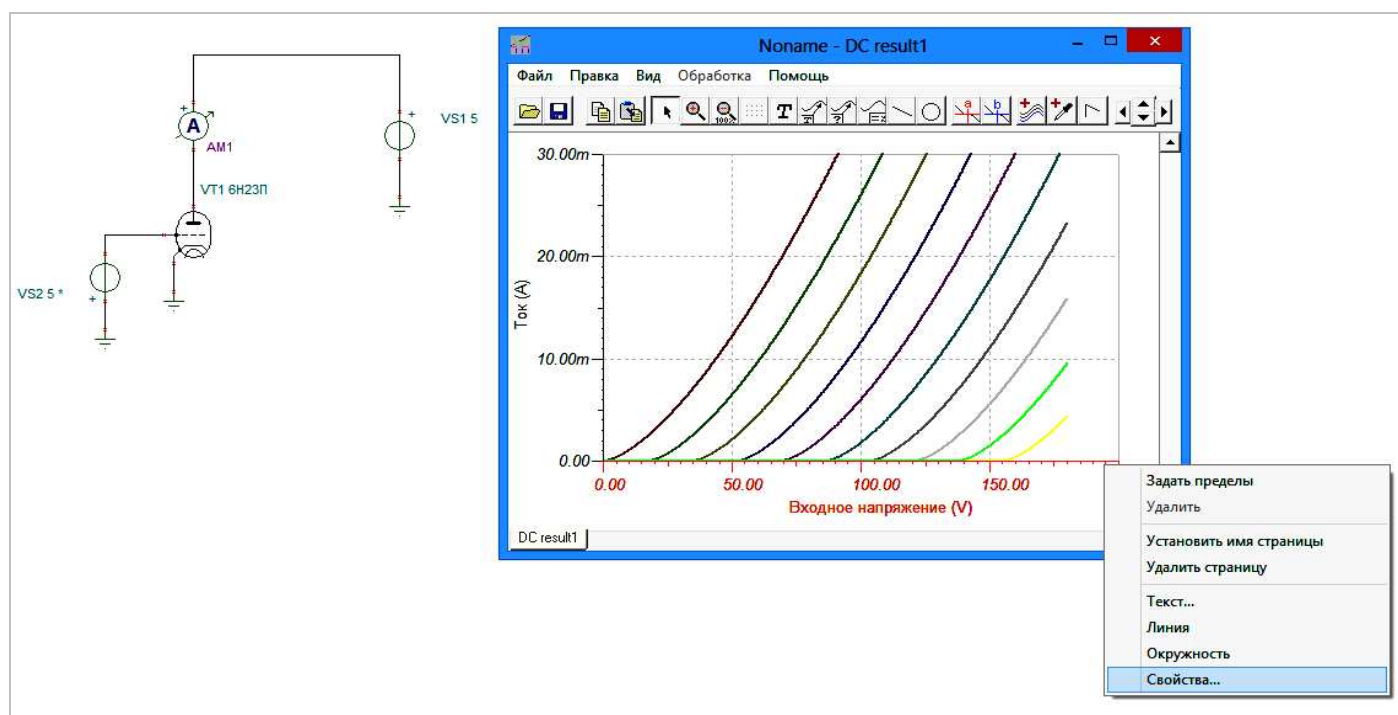 Noname - DC result1
Файл Правка Вид Обработка Помощь
100%
T
a
b
+
A
AM1
VT1 6Н23П
+
VS1 5
VS2 5 *
+
30.00m
20.00m
10.00m
0.00
Ток (A)
0.00 50.00 100.00 150.00
Входное напряжение (V)
DC result1
Задать пределы
Удалить
Установить имя страницы
Удалить страницу
Текст...
Линия
Окружность
Свойства...